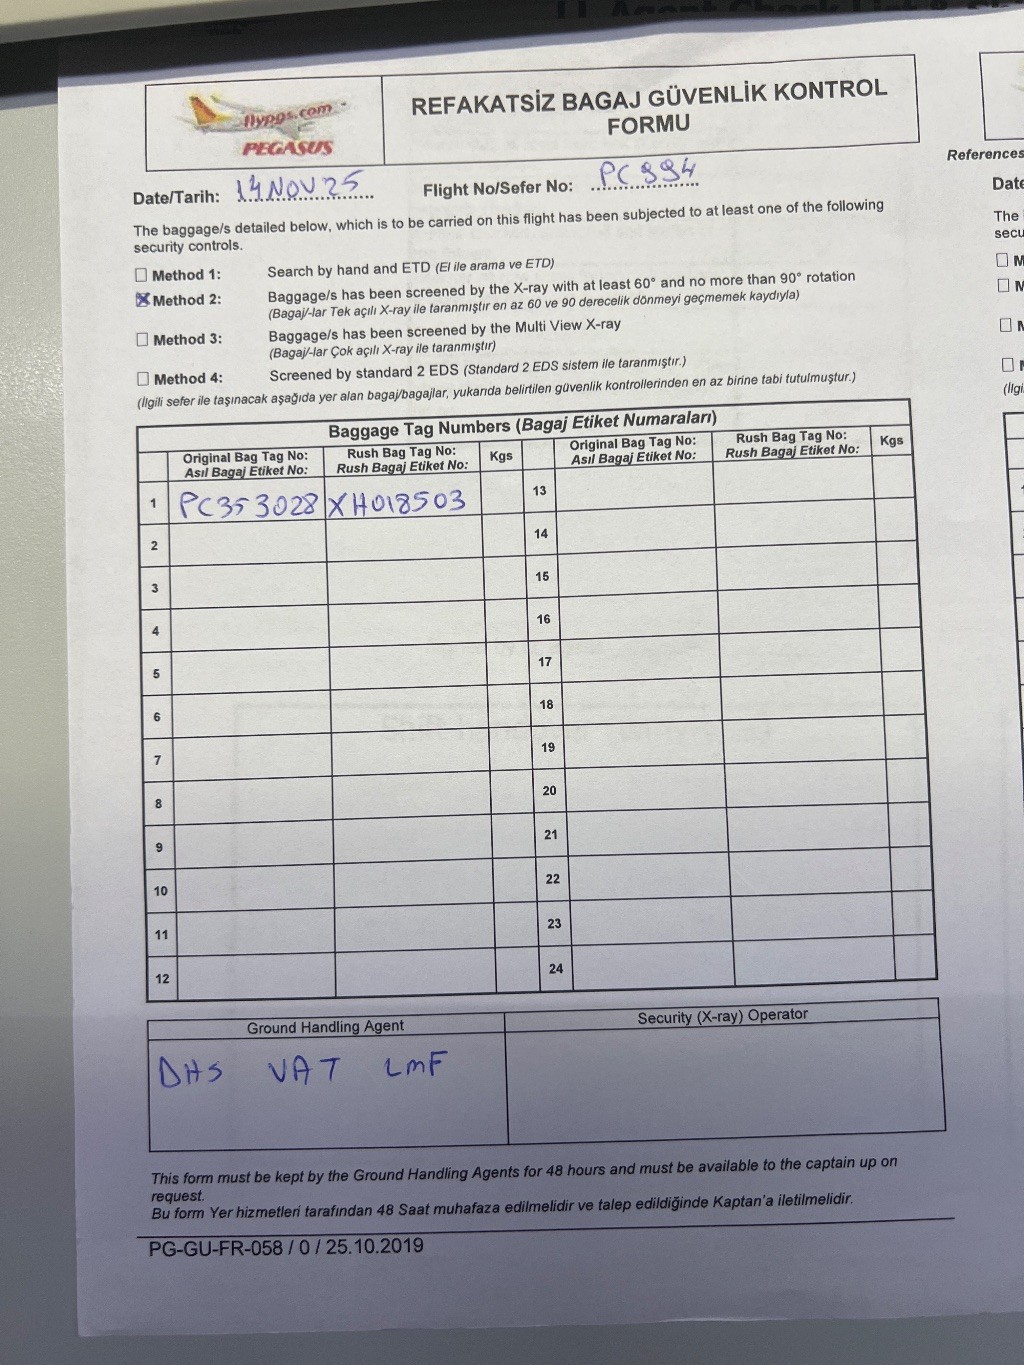 flypgs.com
PEGASUS
REFAKATSİZ BAGAJ GÜVENLİK KONTROL
FORMU
Date/Tarih: 14 NOV 25 Flight No/Sefer No: PC 994
The baggage/s detailed below, which is to be carried on this flight has been subjected to at least one of the following
security controls.
Method 1: Search by hand and ETD (El ile arama ve ETD)
Method 2: Baggage/s has been screened by the X-ray with at least 60° and no more than 90° rotation
(Bagaj/-lar Tek açılı X-ray ile taranmıştır en az 60 ve 90 derecelik dönmeyi geçmemek kaydıyla)
Method 3: Baggage/s has been screened by the Multi View X-ray
(Bagaj/-lar Çok açılı X-ray ile taranmıştır)
Method 4: Screened by standard 2 EDS (Standard 2 EDS sistem ile taranmıştır.)
(İlgili sefer ile taşınacak aşağıda yer alan bagaj/bagajlar, yukarıda belirtilen güvenlik kontrollerinden en az birine tabi tutulmuştur.)
Baggage Tag Numbers (Bagaj Etiket Numaraları)
Original Bag Tag No: Rush Bag Tag No: Kgs Original Bag Tag No: Rush Bag Tag No: Kgs
Asıl Bagaj Etiket No: Rush Bagaj Etiket No: Asıl Bagaj Etiket No: Rush Bagaj Etiket No:
1 PC353028 XH018503 13
2 14
3 15
4 16
5 17
6 18
7 19
8 20
9 21
10 22
11 23
12 24
Ground Handling Agent Security (X-ray) Operator
DHS VAT LMF
This form must be kept by the Ground Handling Agents for 48 hours and must be available to the captain up on
request.
Bu form Yer hizmetleri tarafından 48 Saat muhafaza edilmelidir ve talep edildiğinde Kaptan'a iletilmelidir.
PG-GU-FR-058 / 0 / 25.10.2019
References
Date
The
secu